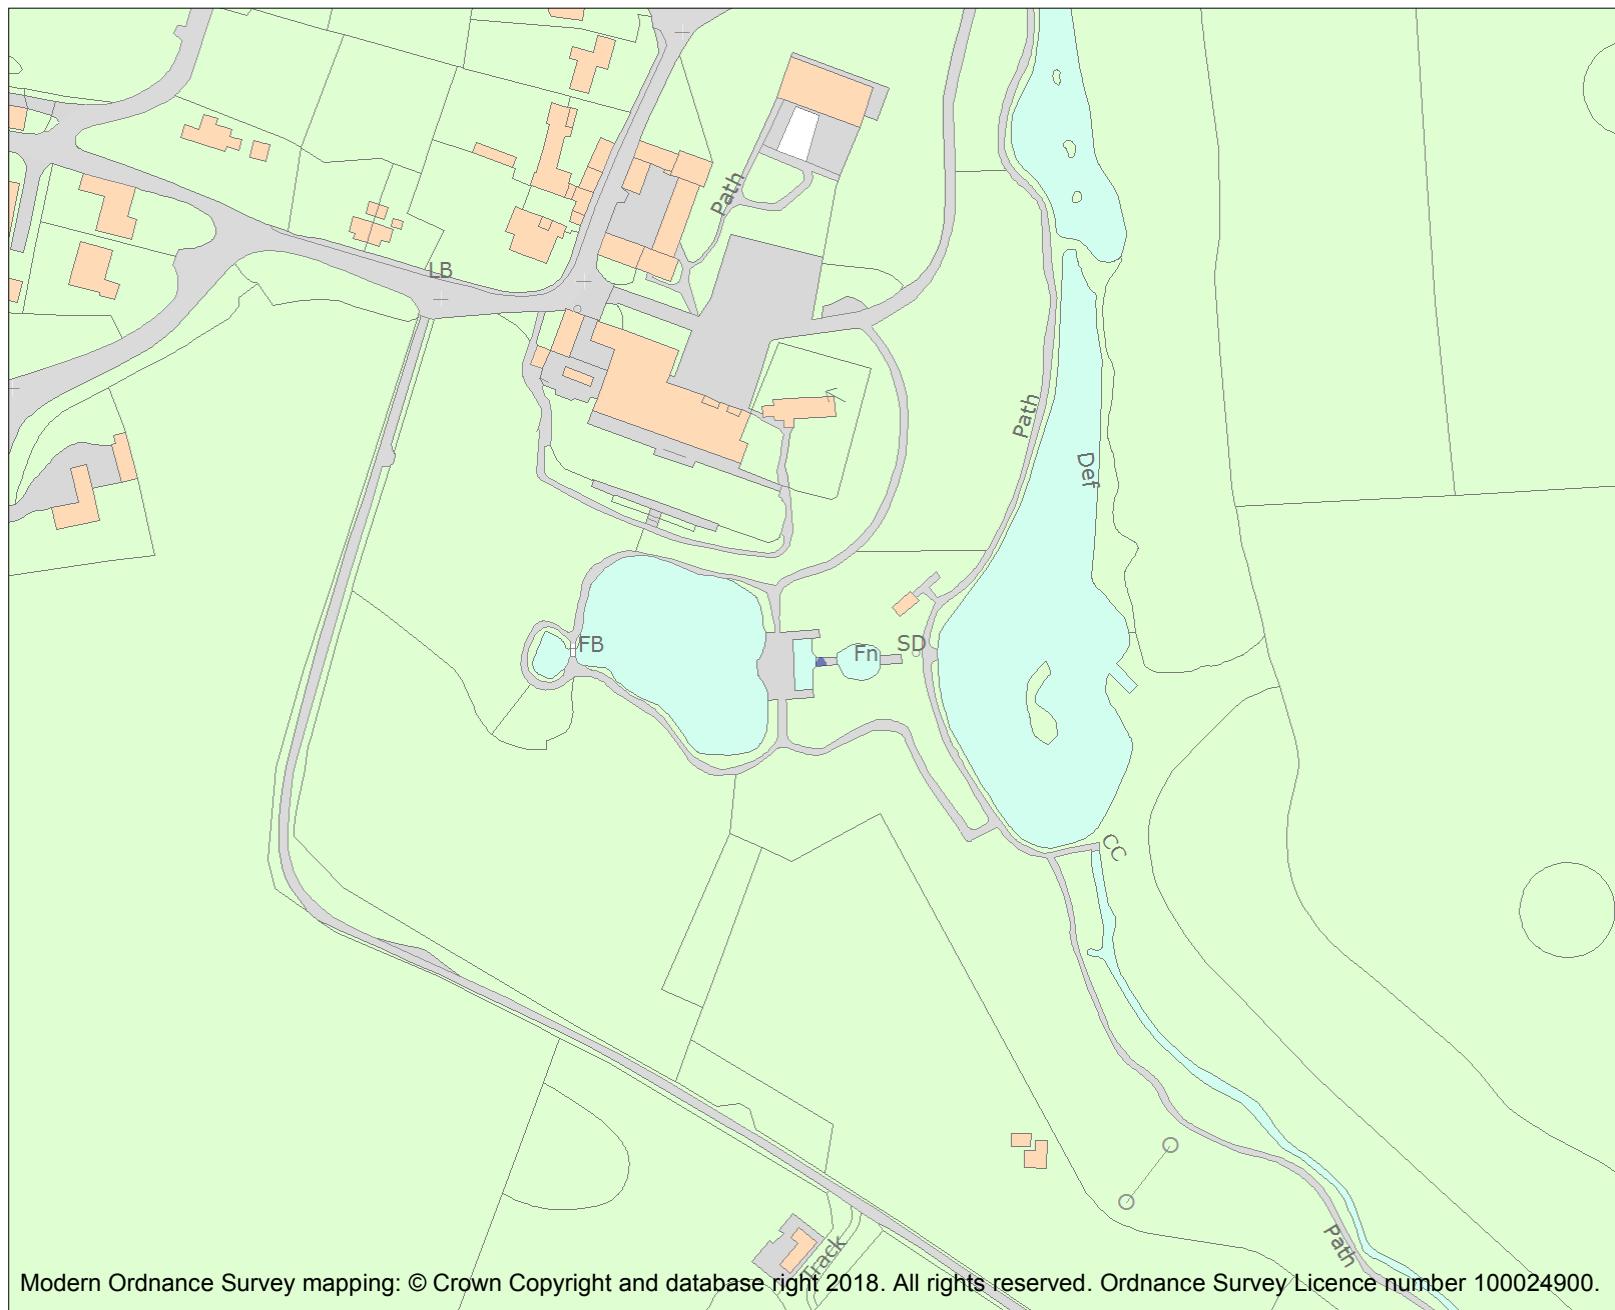 Path
LB
Path
Def
FB
SD
Fn
CC
Path
Track
Modern Ordnance Survey mapping: © Crown Copyright and database right 2018. All rights reserved. Ordnance Survey Licence number 100024900.